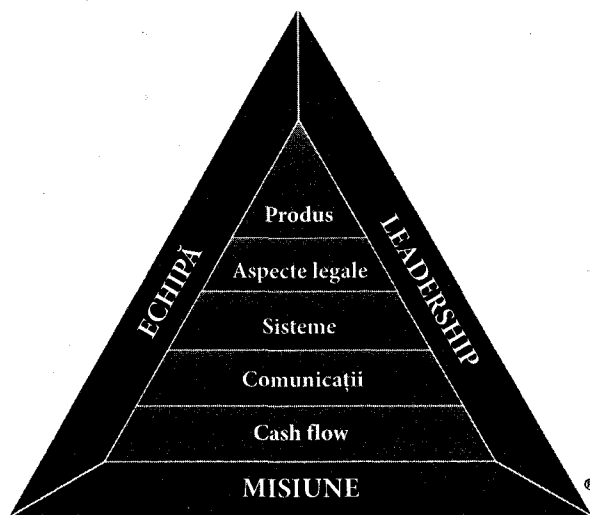 Produs
Aspecte legale
Sisteme
Comunicații
Cash flow
ECHIPĂ
LEADERSHIP
MISIUNE
®